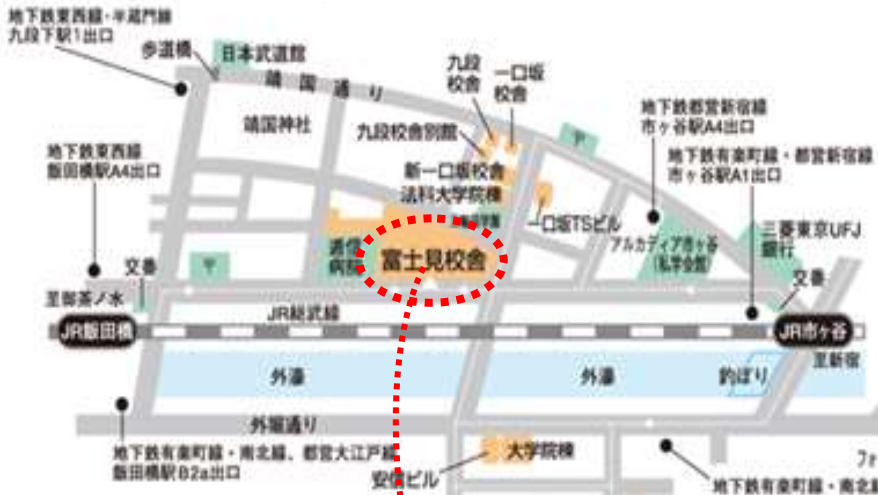 地下鉄東西線・半蔵門線
九段下駅1出口
歩道橋
日本武道館
靖国通り
九段
校舎
一口坂
校舎
靖国神社
九段校舎別館
地下鉄都営新宿線
市ヶ谷駅A4出口
地下鉄東西線
飯田橋駅A4出口
新一口坂校舎
法科大学院棟
地下鉄有楽町線・都営新宿線
市ヶ谷駅A1出口
一口坂TSビル
三菱東京UFJ
銀行
アルカディア市ヶ谷
(私学会館)
逓信
病院
富士見校舎
〒
〒
交番
交番
至御茶ノ水
JR総武線
JR飯田橋
JR市ヶ谷
至新宿
外濠
外濠
釣ぼり
外堀通り
地下鉄有楽町線・南北線、都営大江戸線
飯田橋駅B2a出口
安信ビル
大学院棟
地下鉄有楽町線・南北線